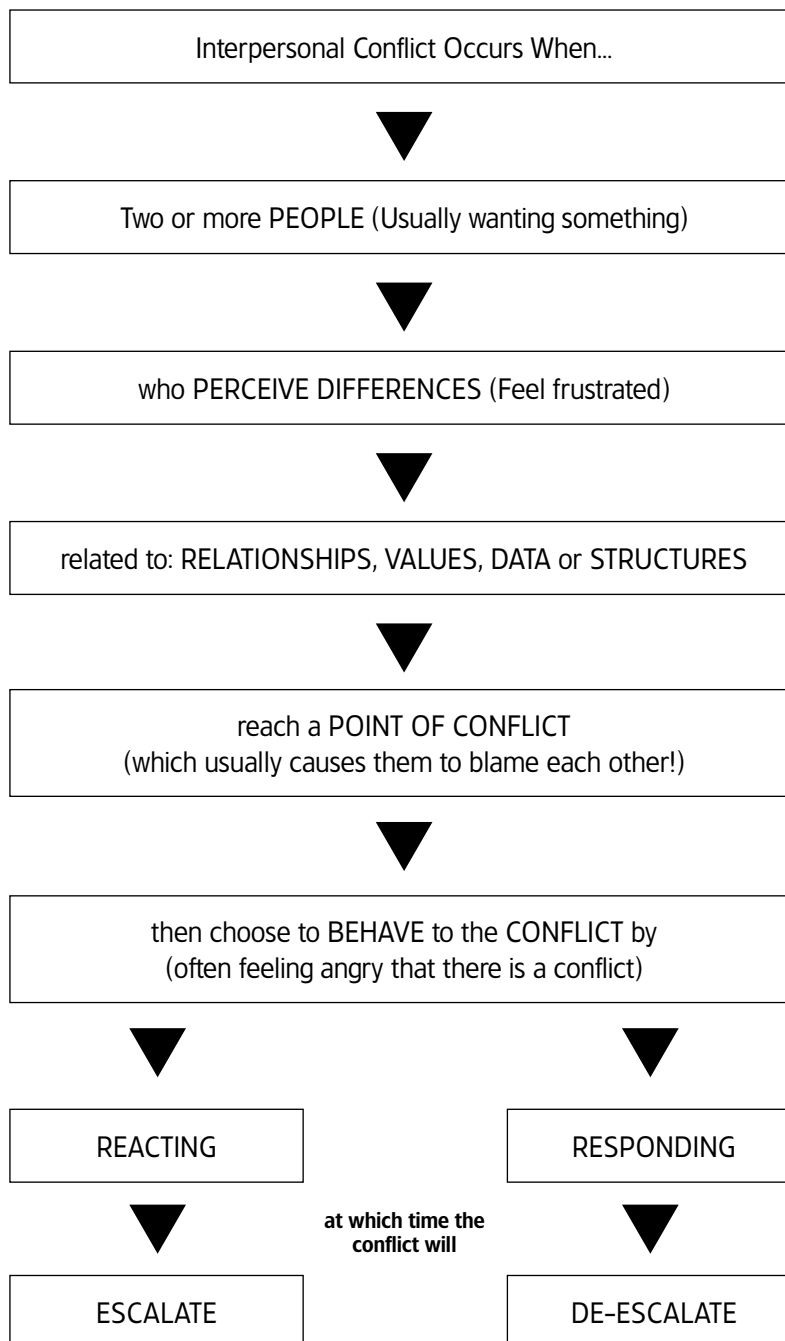 Interpersonal Conflict Occurs When...
Two or more PEOPLE (Usually wanting something)
who PERCEIVE DIFFERENCES (Feel frustrated)
related to: RELATIONSHIPS, VALUES, DATA or STRUCTURES
reach a POINT OF CONFLICT
(which usually causes them to blame each other!)
then choose to BEHAVE to the CONFLICT by
(often feeling angry that there is a conflict)
REACTING
RESPONDING
at which time the
conflict will
ESCALATE
DE-ESCALATE